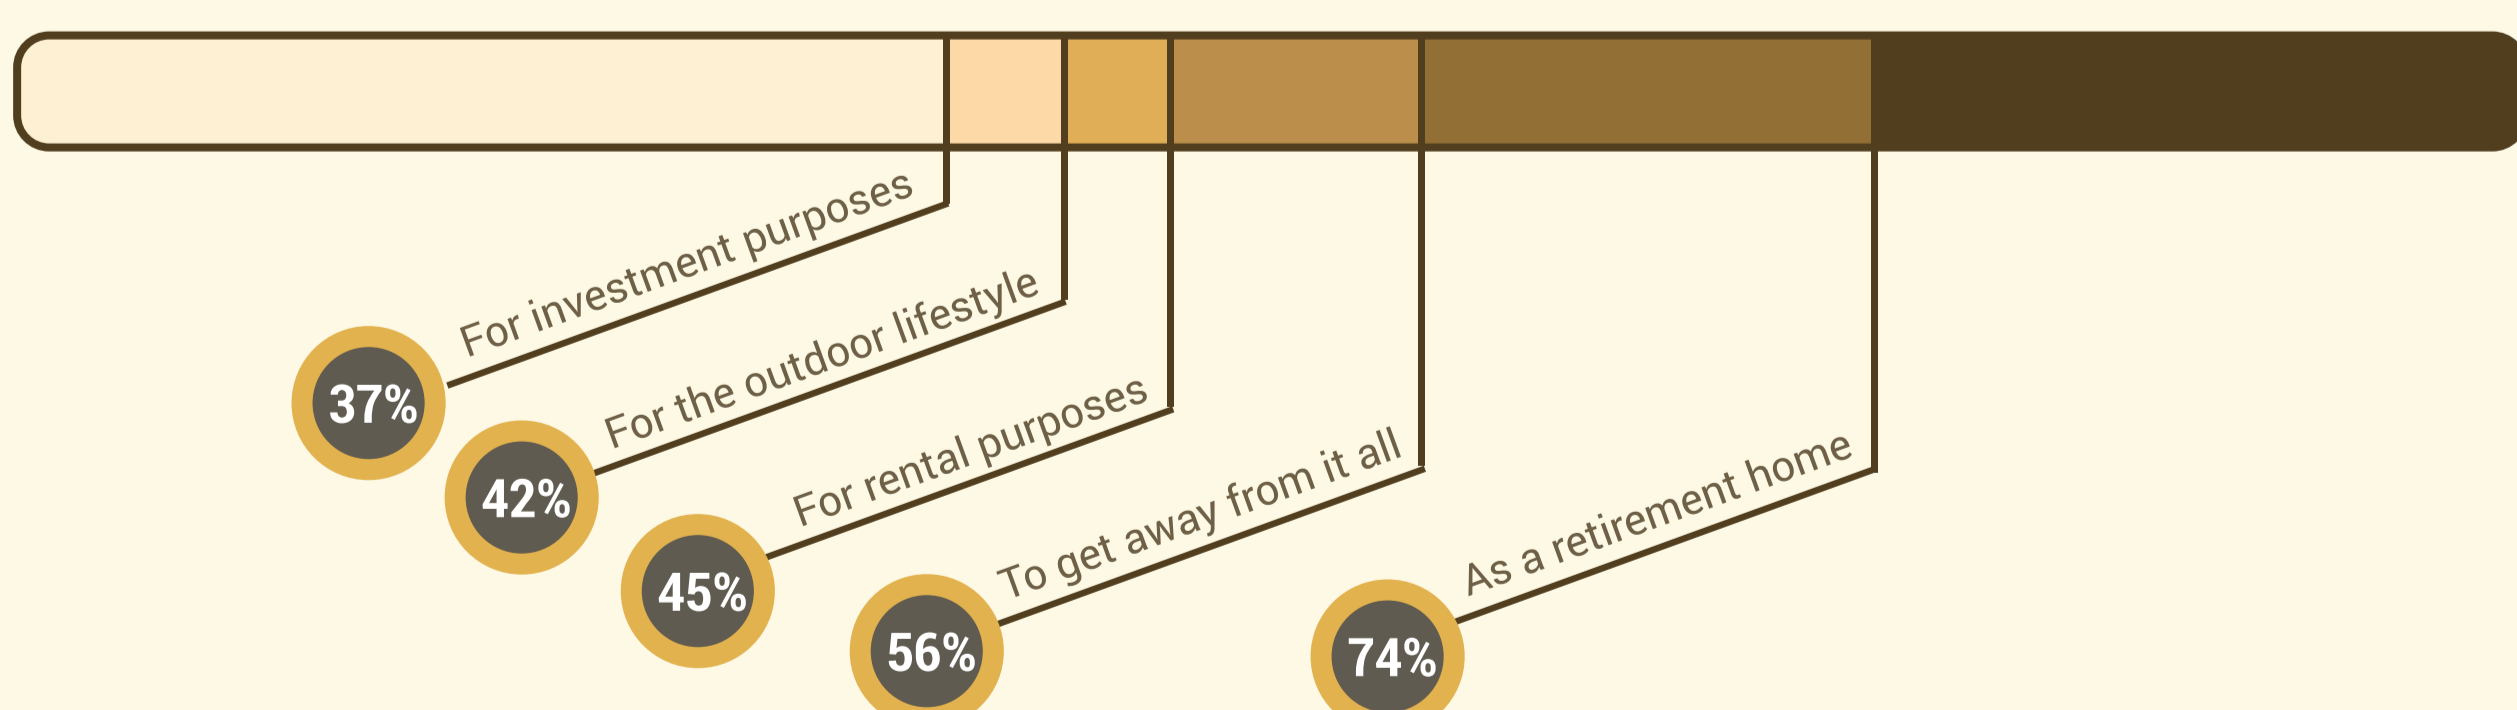 For investment purposes
37%
For the outdoor lifestyle
42%
For rental purposes
45%
To get away from it all
56%
As a retirement home
74%